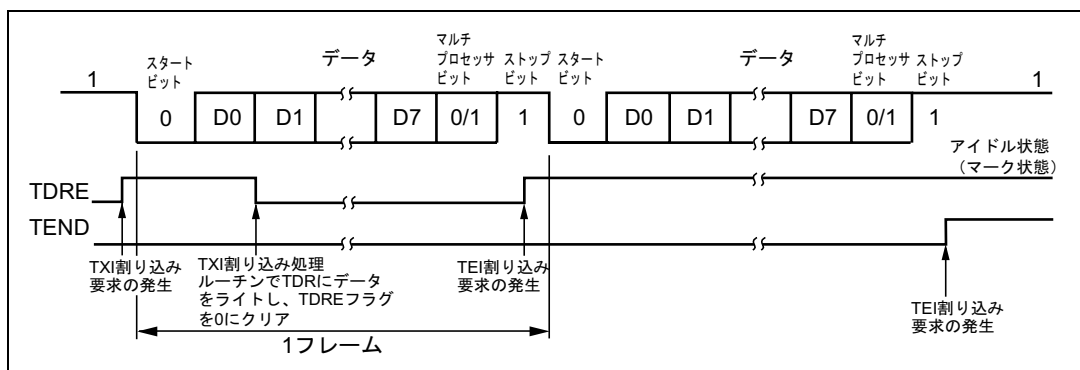 スタート
ビット
データ
マルチ
プロセッサ
ビット
ストップ
ビット
スタート
ビット
データ
マルチ
プロセッサ
ビット
ストップ
ビット
1
0
D0
D1
D7
0/1
1
0
D0
D1
D7
0/1
1
1
アイドル状態
(マーク状態)
TDRE
TEND
TXI割り込み
要求の発生
TXI割り込み処理
ルーチンでTDRにデータ
をライトし、TDREフラグ
を0にクリア
TEI割り込み
要求の発生
TEI割り込み
要求の発生
1フレーム